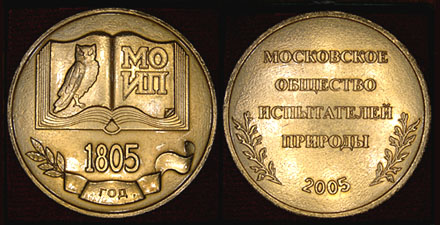 МО
ИП
1805
ГОД
МОСКОВСКОЕ
ОБЩЕСТВО
ИСПЫТАТЕЛЕЙ
ПРИРОДЫ
2005